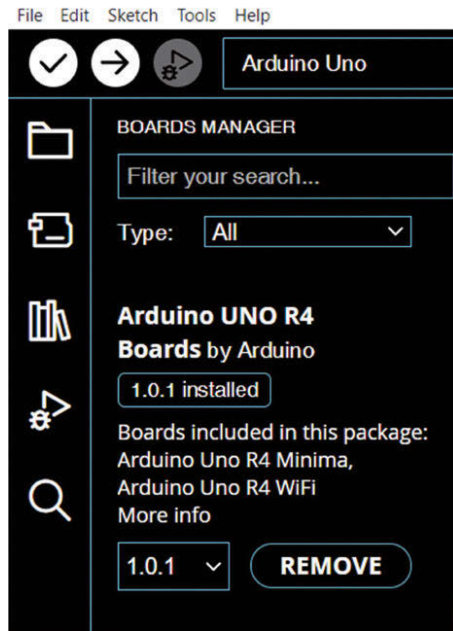 File Edit Sketch Tools Help
Arduino Uno
BOARDS MANAGER
Filter your search...
Type: All
Arduino UNO R4
Boards by Arduino
1.0.1 installed
Boards included in this package:
Arduino Uno R4 Minima,
Arduino Uno R4 WiFi
More info
1.0.1 REMOVE